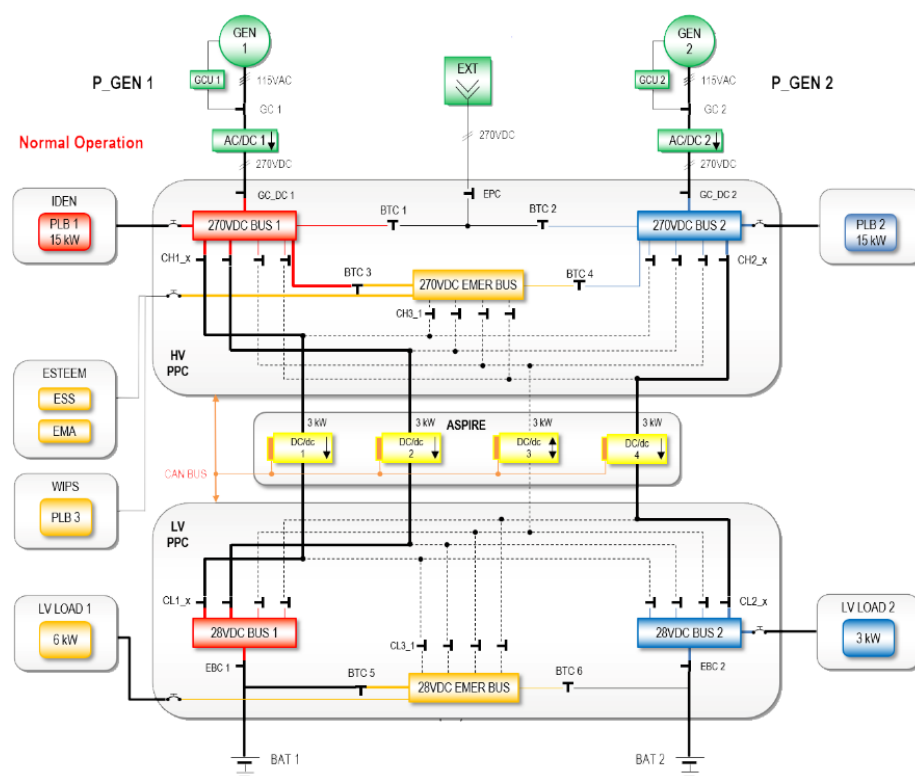 GEN
1
GEN
2
P_GEN 1
GCU 1
115VAC
EXT
GCU 2
115VAC
P_GEN 2
GC 1
GC 2
Normal Operation
AC/DC 1
270VDC
AC/DC 2
270VDC
270VDC
IDEN
GC_DC 1
EPC
GC_DC 2
PLB 1
15 kW
270VDC BUS 1
BTC 1
BTC 2
270VDC BUS 2
PLB 2
15 kW
CH1_x
BTC 3
270VDC EMER BUS
BTC 4
CH2_x
CH3_1
HV
PPC
ESTEEM
ESS
EMA
3 kW
3 kW
ASPIRE
3 kW
3 kW
DC/dc
1
DC/dc
2
DC/dc
3
DC/dc
4
CAN BUS
WIPS
PLB 3
LV
PPC
LV LOAD 1
6 kW
CL1_x
CL2_x
LV LOAD 2
3 kW
28VDC BUS 1
CL3_1
28VDC BUS 2
EBC 1
BTC 5
28VDC EMER BUS
BTC 6
EBC 2
BAT 1
BAT 2